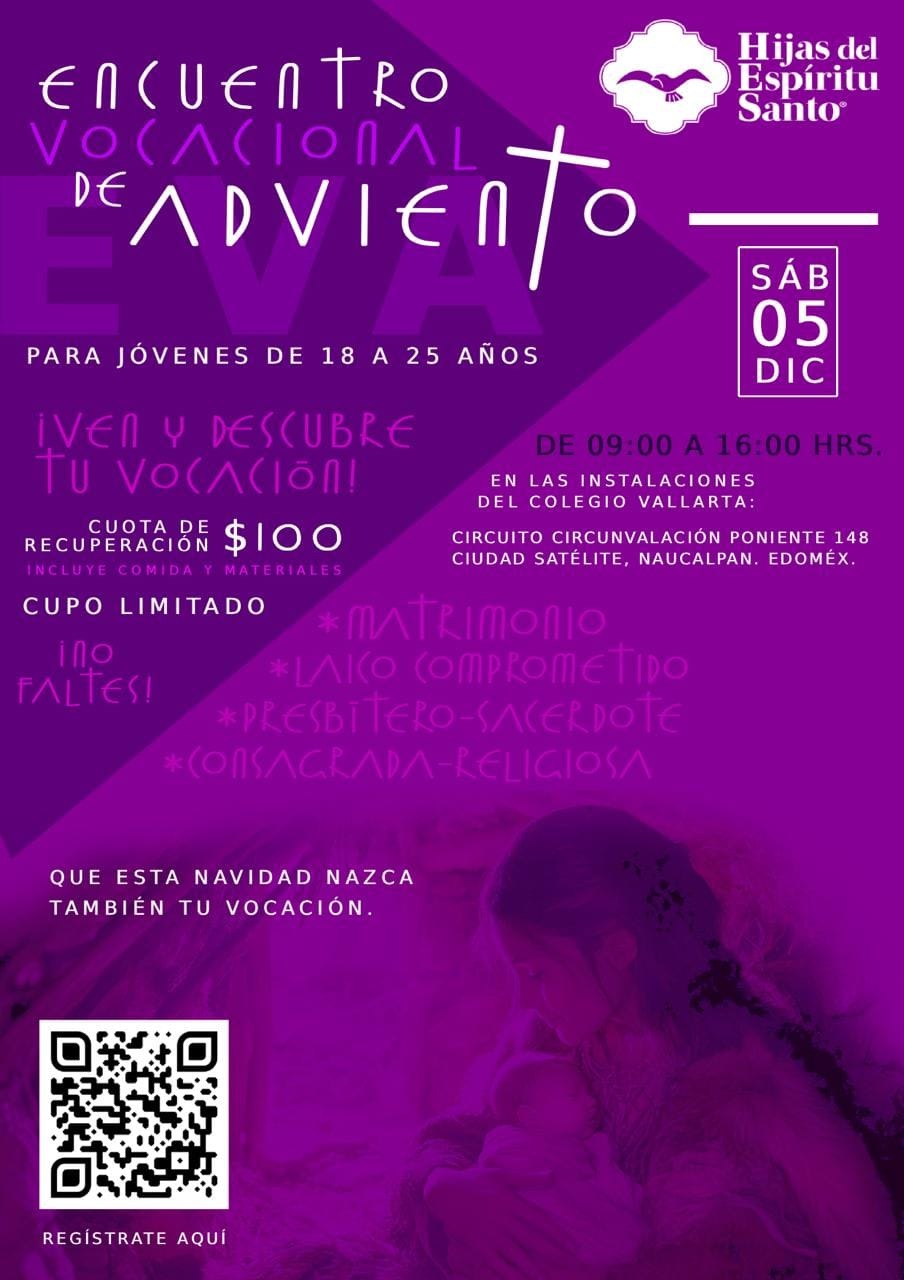 ENCUENTRO
VOCACIONAL
DE ADVIENTO
EVA
Hijas del
Espíritu
Santo®
SÁB
05
DIC
PARA JÓVENES DE 18 A 25 AÑOS
¡VEN Y DESCUBRE
TU VOCACIÓN!
DE 09:00 A 16:00 HRS.
EN LAS INSTALACIONES
DEL COLEGIO VALLARTA:
CIRCUITO CIRCUNVALACIÓN PONIENTE 148
CIUDAD SATÉLITE, NAUCALPAN. EDOMÉX.
CUOTA DE
RECUPERACIÓN $100
INCLUYE COMIDA Y MATERIALES
CUPO LIMITADO
¡NO
FALTES!
*MATRIMONIO
*LAICO COMPROMETIDO
*PRESBÍTERO-SACERDOTE
*CONSAGRADA-RELIGIOSA
QUE ESTA NAVIDAD NAZCA
TAMBIÉN TU VOCACIÓN.
REGÍSTRATE AQUÍ